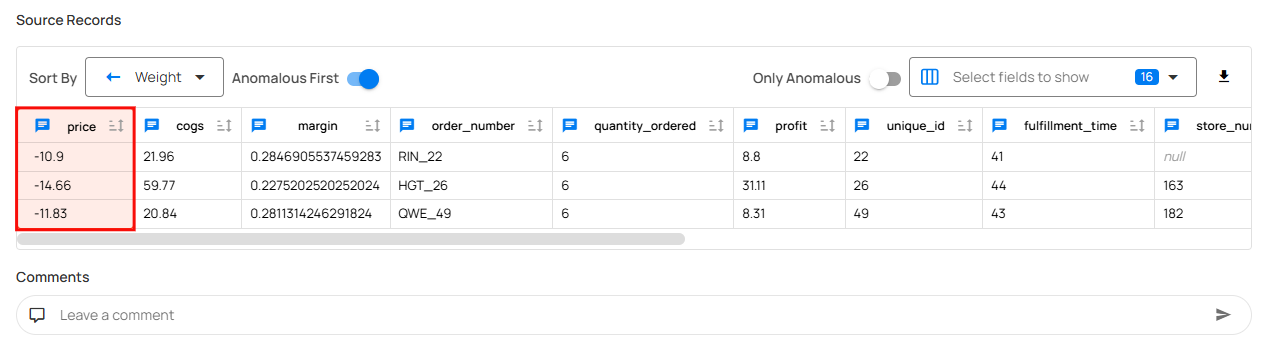 Source Records
Sort By Weight Anomalous First Only Anomalous Select fields to show 16
price cogs margin order_number quantity_ordered profit unique_id fulfillment_time store_nu
-10.9 21.96 0.2846905537459283 RIN_22 6 8.8 22 41 null
-14.66 59.77 0.2275202520252024 HGT_26 6 31.11 26 44 163
-11.83 20.84 0.2811314246291824 QWE_49 6 8.31 49 43 182
Comments
Leave a comment